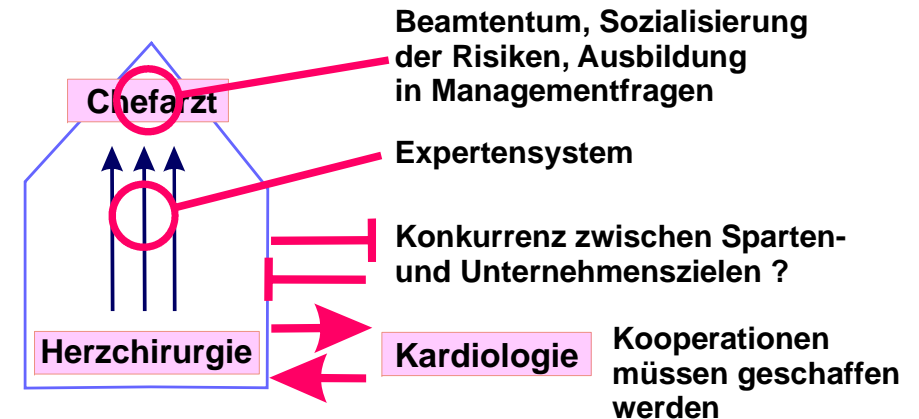 Beamtentum, Sozialisierung
der Risiken, Ausbildung
in Managementfragen
Chefarzt
Expertensystem
Konkurrenz zwischen Sparten-
und Unternehmenszielen ?
Herzchirurgie
Kardiologie
Kooperationen
müssen geschaffen
werden